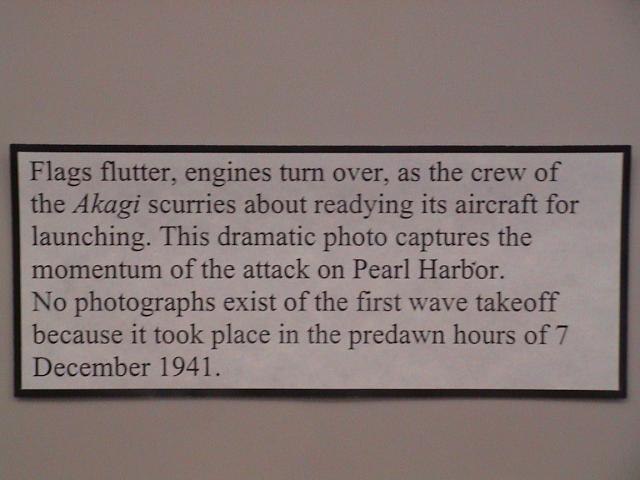 Flags flutter, engines turn over, as the crew of
the Akagi scurries about readying its aircraft for
launching. This dramatic photo captures the
momentum of the attack on Pearl Harbor.
No photographs exist of the first wave takeoff
because it took place in the predawn hours of 7
December 1941.